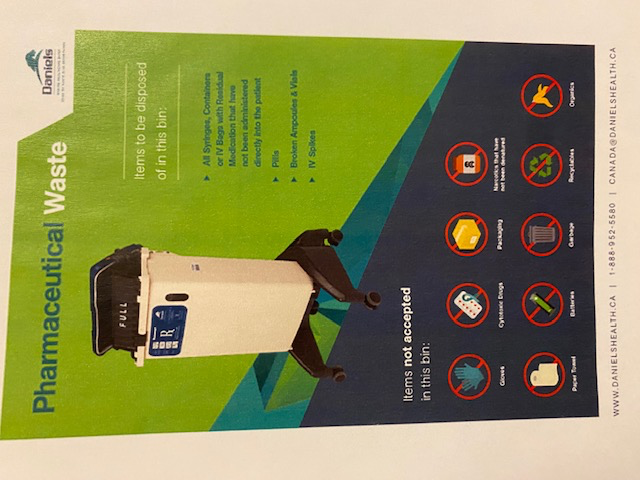 Daniels
Pharmaceutical Waste
Items to be disposed
of in this bin:
▸ All Syringes, Containers
or IV Bags with Residual
Medication that have
not been administered
directly into the patient
▸ Pills
▸ Broken Ampoules & Vials
▸ IV Spikes
FULL
R
Items not accepted
in this bin:
Gloves
Cytotoxic Drugs
Packaging
Narcotics that have
not been denatured
Paper Towel
Batteries
Garbage
Recyclables
Organics
WWW.DANIELSHEALTH.CA | 1-888-952-5580 | CANADA@DANIELSHEALTH.CA